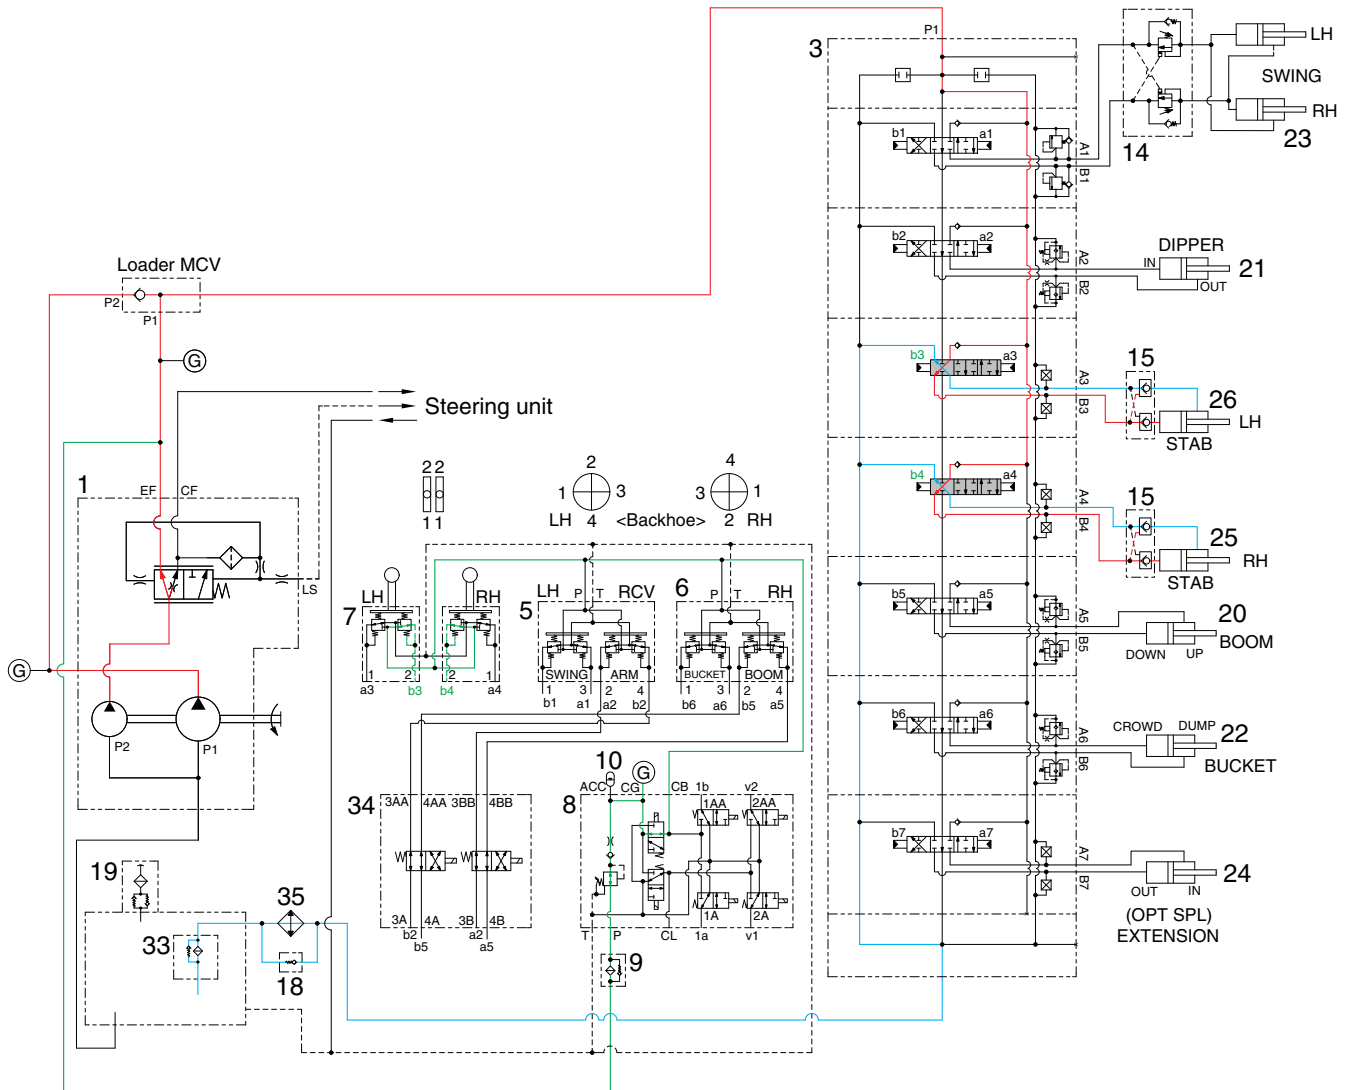 P1
3
LH
SWING
RH
14
23
b1 a1
A1
B1
b2 a2
A2
B2
DIPPER
IN
OUT
21
Loader MCV
P2
P1
G
b3 a3
A3
B3
15
26
LH
STAB
Steering unit
b4 a4
A4
B4
15
25
RH
STAB
1
EF CF
LS
2 2
1 1
2
1 3
LH 4
<Backhoe>
4
3 1
2 RH
7
LH
RH
1 2
a3 b3
2 1
b4 a4
LH RCV
5
P T
SWING ARM
1 3 2 4
b1 a1 a2 b2
6
RH
P T
BUCKET BOOM
1 3 2 4
b6 a6 b5 a5
G
P2
P1
b5 a5
A5
B5
20
BOOM
DOWN UP
b6 a6
A6
B6
CROWD DUMP
22
BUCKET
b7 a7
A7
B7
OUT IN
24
(OPT SPL)
EXTENSION
34
3AA 4AA 3BB 4BB
3A 4A 3B 4B
b2 a2
b5 a5
10
G
ACC CG CB 1b v2
8
1AA 2AA
1A 2A
T P CL 1a v1
9
19
35
33
18